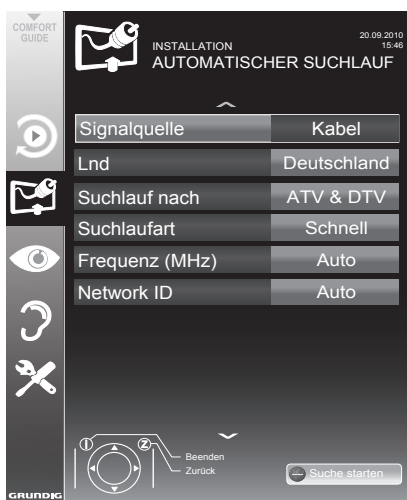 COMFORT
GUIDE
INSTALLATION
AUTOMATISCHER SUCHLAUF
20.09.2010
15:46
Signalquelle Kabel
Lnd Deutschland
Suchlauf nach ATV & DTV
Suchlaufart Schnell
Frequenz (MHz) Auto
Network ID Auto
Z
Beenden
Zurück
Suche starten
GRUNDIG